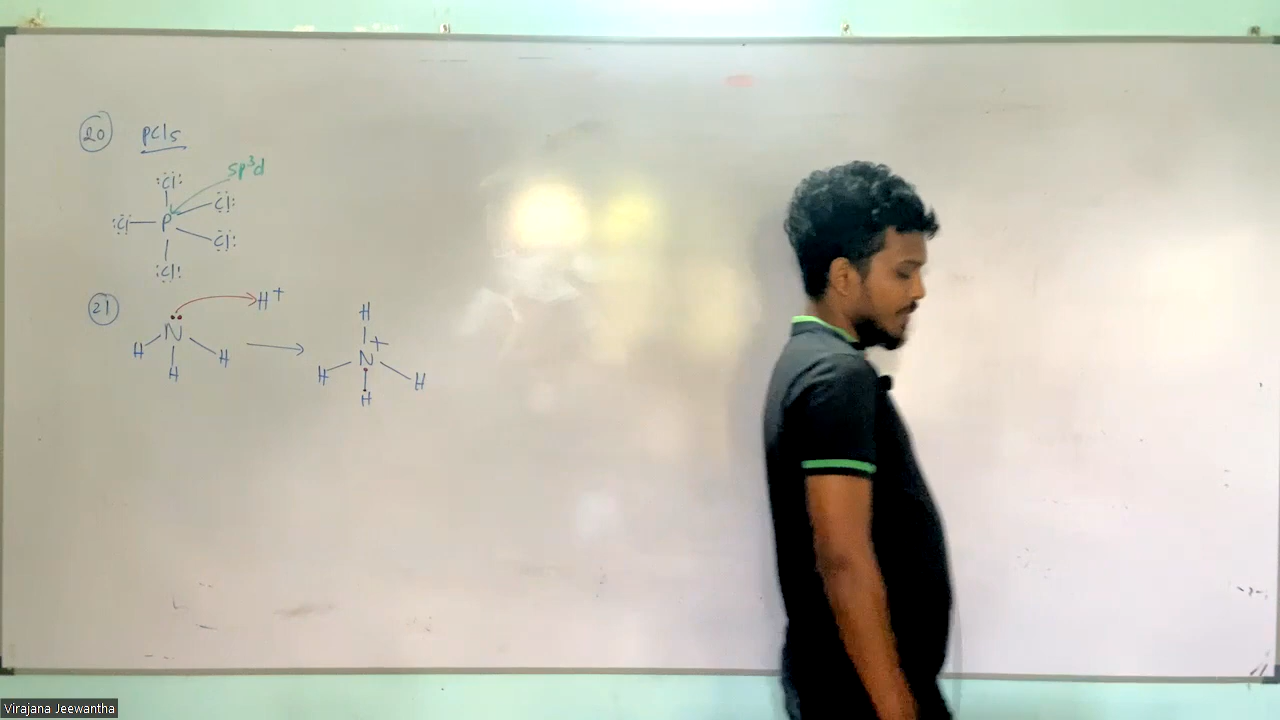 20 PCl5
sp³d
:Cl:
:Cl:
:Cl P
:Cl:
:Cl:
21 H+
N
H H
H
H
N+
H H
H
Virajana Jeewantha